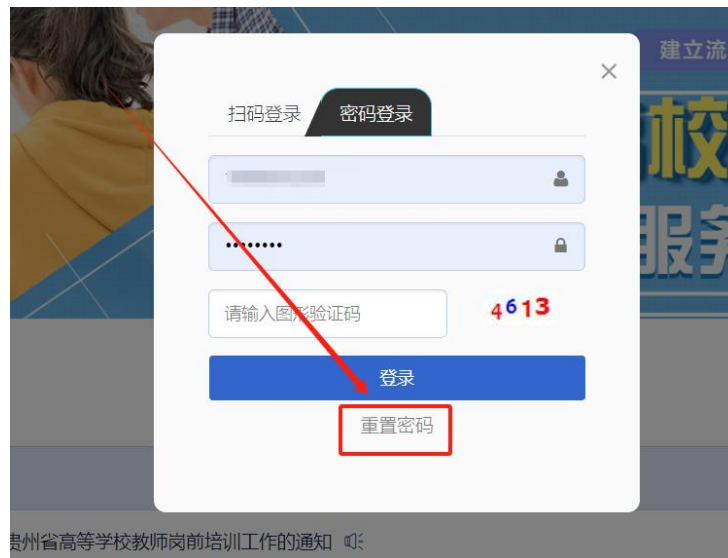 建立流
×
扫码登录 密码登录
校
服务
••••••••
请输入图形验证码 4613
登录
重置密码
贵州省高等学校教师岗前培训工作的通知